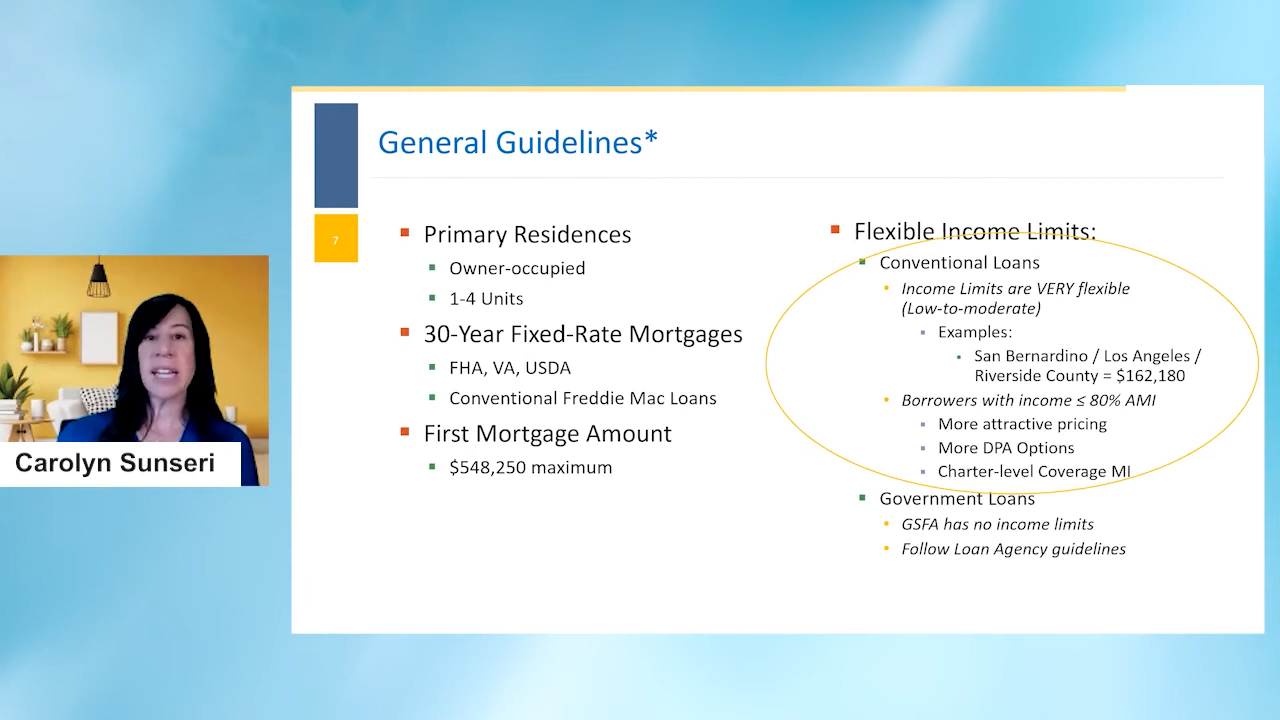 General Guidelines*
7
Primary Residences
Owner-occupied
1-4 Units
30-Year Fixed-Rate Mortgages
FHA, VA, USDA
Conventional Freddie Mac Loans
First Mortgage Amount
$548,250 maximum
Flexible Income Limits:
Conventional Loans
Income Limits are VERY flexible
(Low-to-moderate)
Examples:
San Bernardino / Los Angeles /
Riverside County = $162,180
Borrowers with income ≤ 80% AMI
More attractive pricing
More DPA Options
Charter-level Coverage MI
Government Loans
GSFA has no income limits
Follow Loan Agency guidelines
Carolyn Sunseri